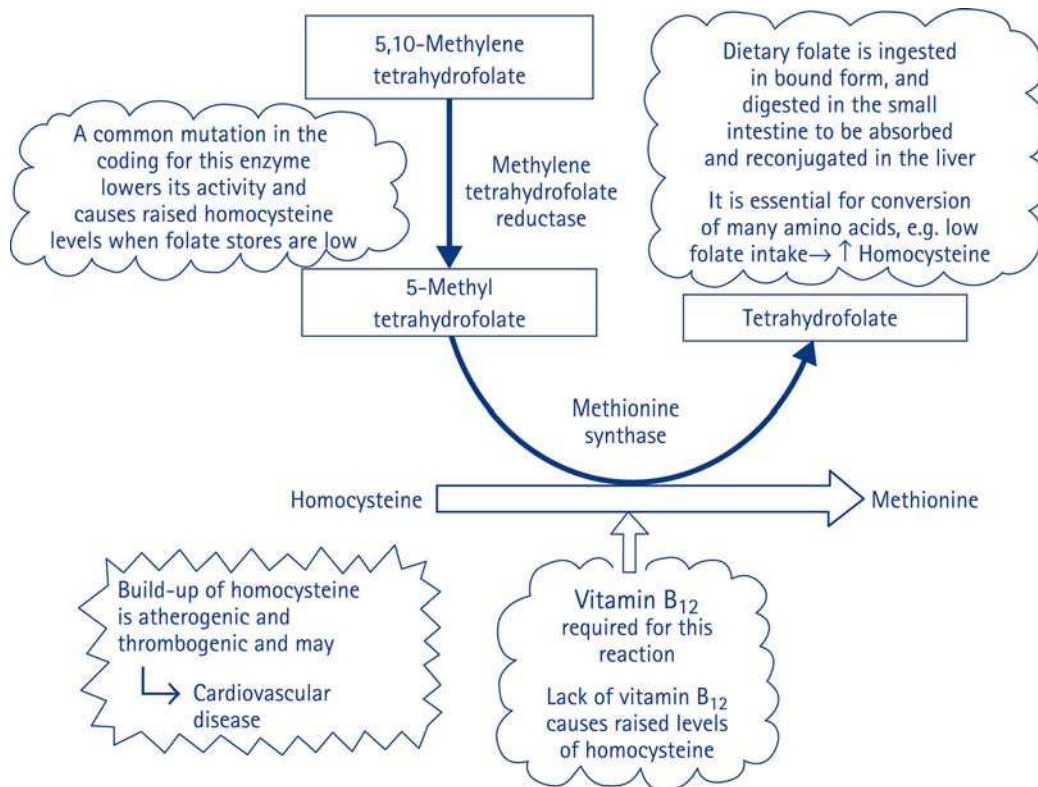 5,10-Methylene
tetrahydrofolate
A common mutation in the
coding for this enzyme
lowers its activity and
causes raised homocysteine
levels when folate stores are low
Methylene
tetrahydrofolate
reductase
Dietary folate is ingested
in bound form, and
digested in the small
intestine to be absorbed
and reconjugated in the liver
It is essential for conversion
of many amino acids, e.g. low
folate intake→ ↑ Homocysteine
5-Methyl
tetrahydrofolate
Tetrahydrofolate
Methionine
synthase
Homocysteine
Methionine
Build-up of homocysteine
is atherogenic and
thrombogenic and may
Cardiovascular
disease
Vitamin B12
required for this
reaction
Lack of vitamin B12
causes raised levels
of homocysteine